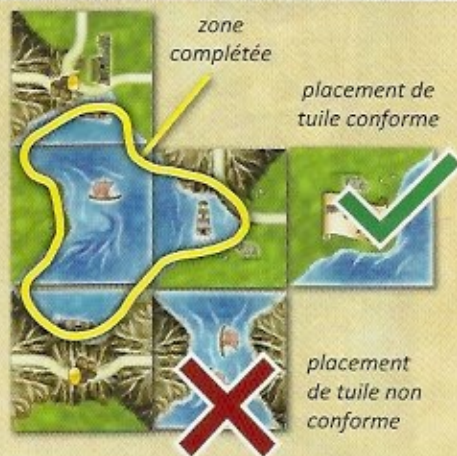 zone
complétée
placement de
tuile conforme
placement
de tuile non
conforme